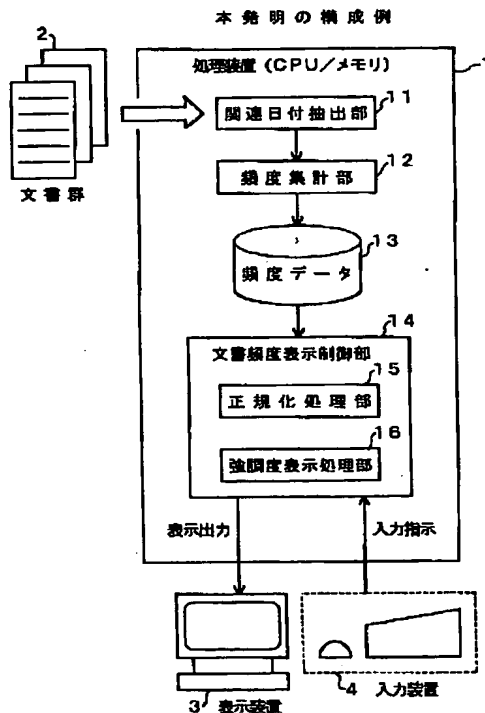 本発明の構成例
2
処理装置（CPU／メモリ）
1
11
関連日付抽出部
文書群
12
頻度集計部
13
頻度データ
14
文書頻度表示制御部
15
正規化処理部
16
強調度表示処理部
表示出力
入力指示
3 表示装置
4 入力装置